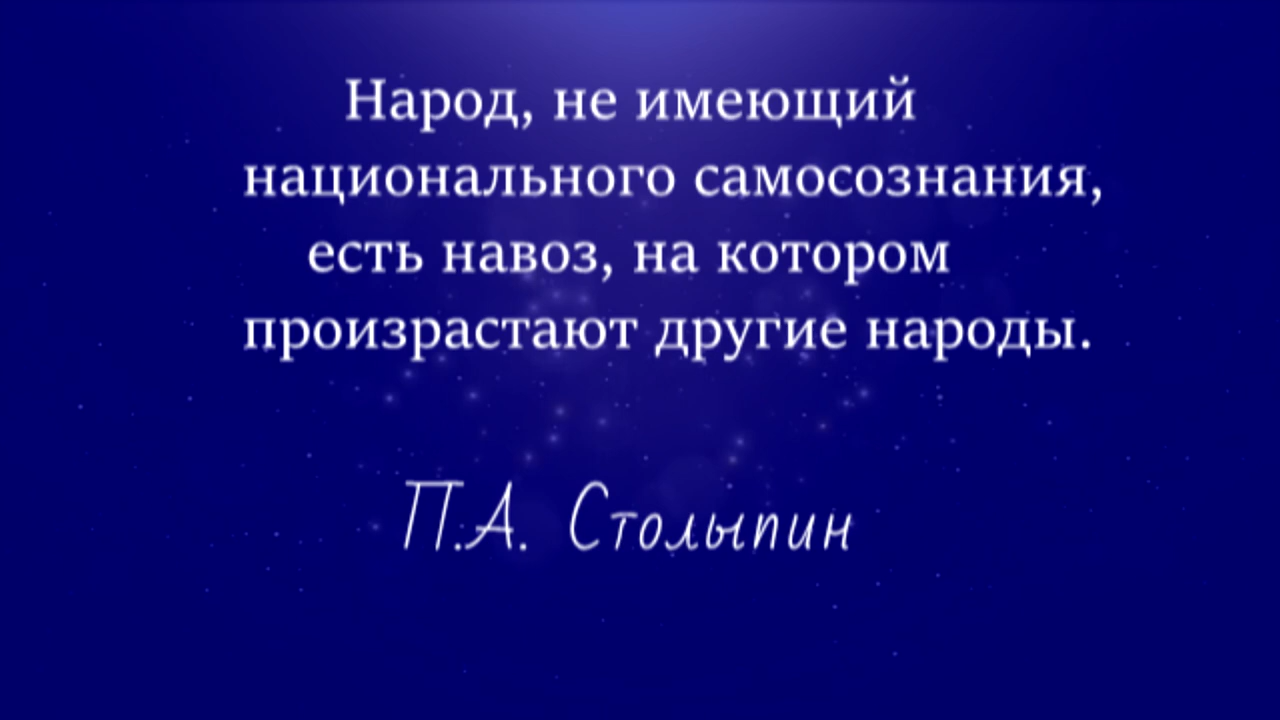 Народ, не имеющий
национального самосознания,
есть навоз, на котором
произрастают другие народы.
П.А. Столыпин